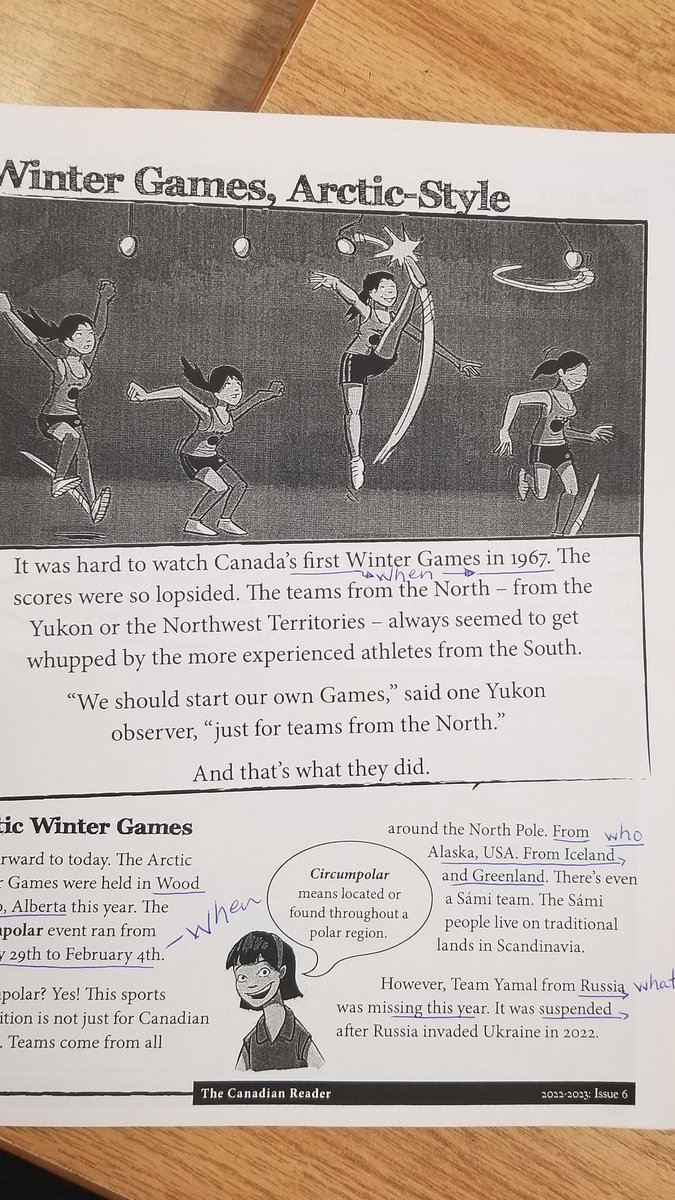 Winter Games, Arctic-Style
It was hard to watch Canada's first Winter Games in 1967. The
when
scores were so lopsided. The teams from the North – from the
Yukon or the Northwest Territories – always seemed to get
whupped by the more experienced athletes from the South.
"We should start our own Games," said one Yukon
observer, "just for teams from the North."
And that's what they did.
tic Winter Games
rward to today. The Arctic
r Games were held in Wood
o, Alberta this year. The
polar event ran from
y 29th to February 4th.
when
polar? Yes! This sports
ition is not just for Canadian
. Teams come from all
Circumpolar
means located or
found throughout a
polar region.
around the North Pole. From who
Alaska, USA. From Iceland
and Greenland. There's even
a Sámi team. The Sámi
people live on traditional
lands in Scandinavia.
However, Team Yamal from Russia what
was missing this year. It was suspended
after Russia invaded Ukraine in 2022.
The Canadian Reader
2022-2023: Issue 6